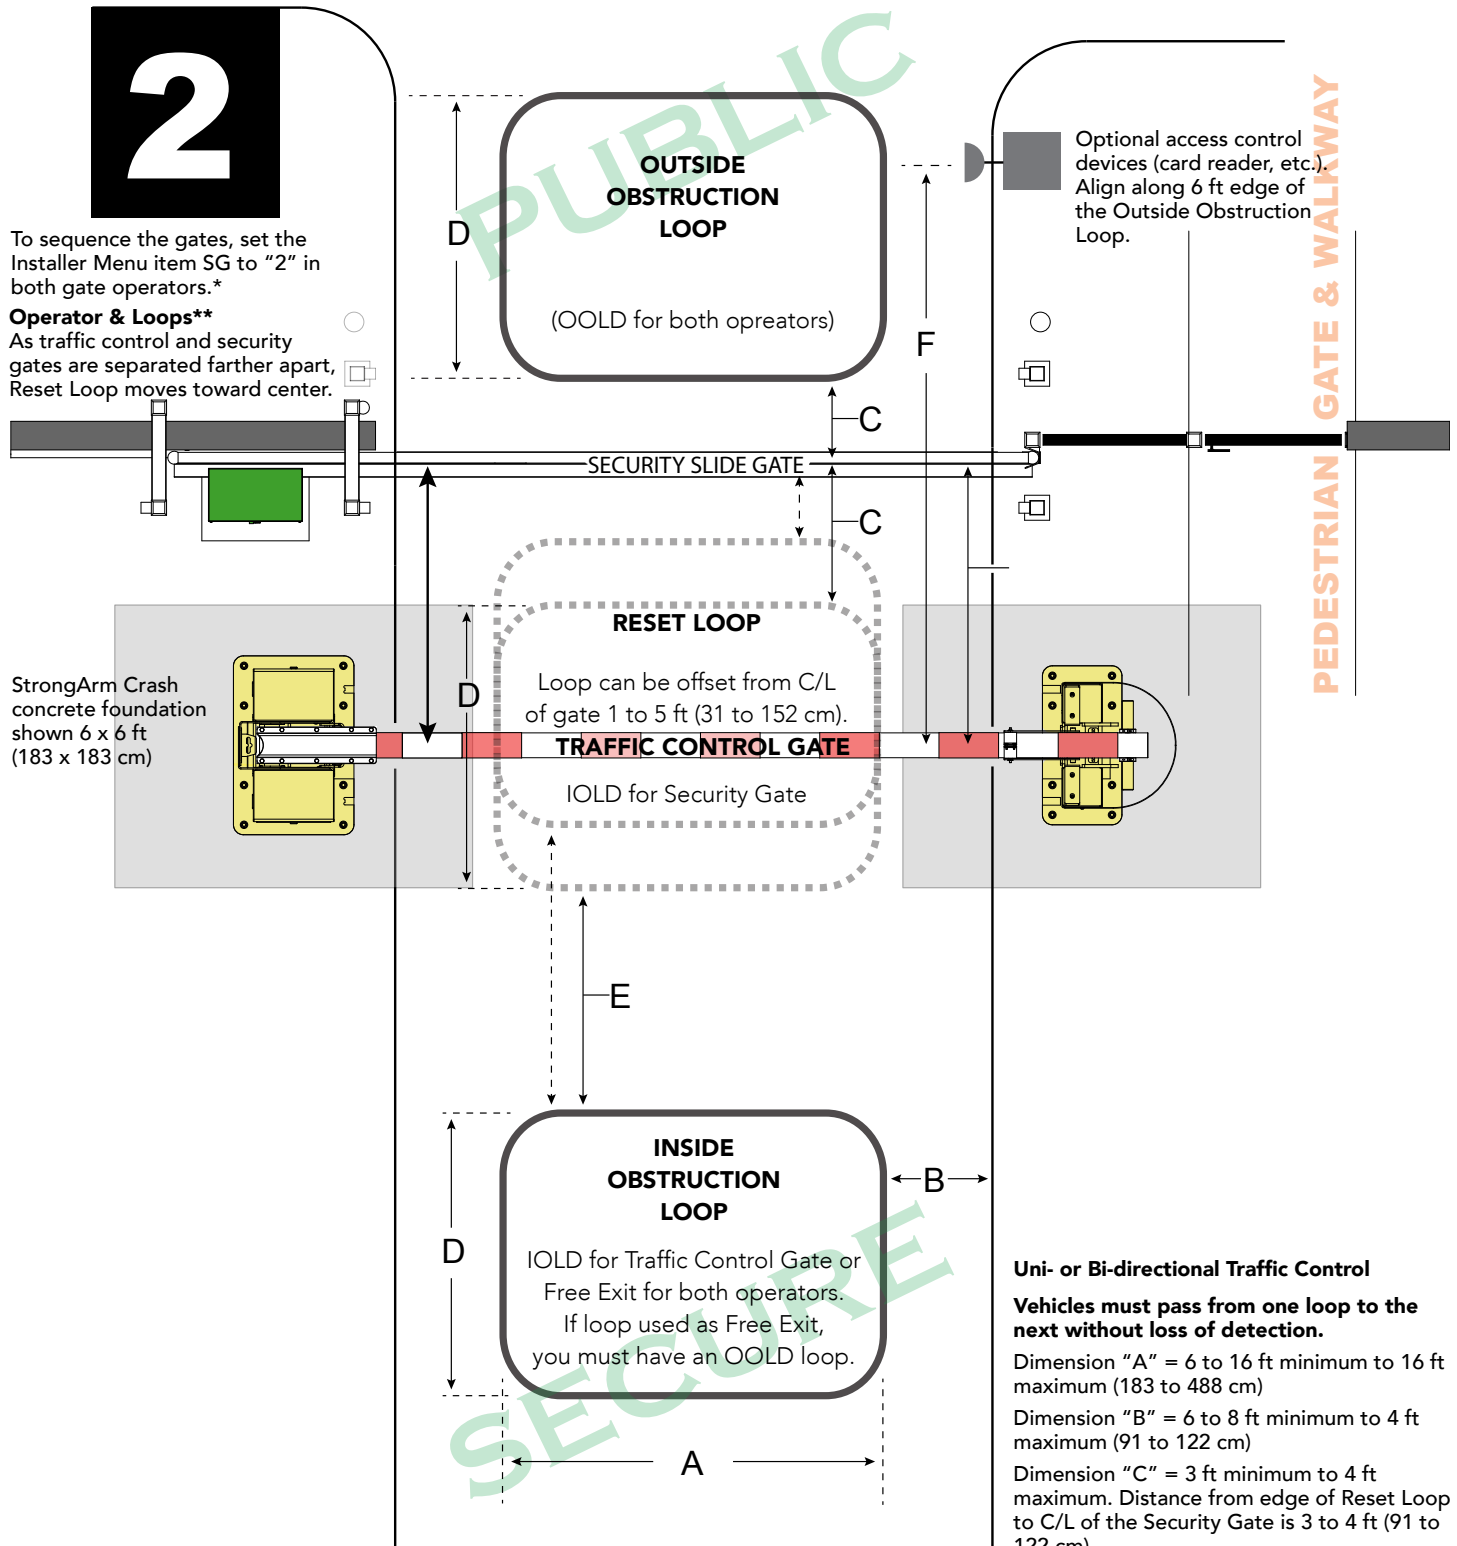 2
PUBLIC
To sequence the gates, set the
Installer Menu item SG to “2” in
both gate operators.*
Operator & Loops**
As traffic control and security
gates are separated farther apart,
Reset Loop moves toward center.
OUTSIDE
OBSTRUCTION
LOOP
(OOLD for both opreators)
D
Optional access control
devices (card reader, etc.).
Align along 6 ft edge of
the Outside Obstruction
Loop.
PEDESTRIAN GATE & WALKWAY
F
C
SECURITY SLIDE GATE
C
StrongArm Crash
concrete foundation
shown 6 x 6 ft
(183 x 183 cm)
D
RESET LOOP
Loop can be offset from C/L
of gate 1 to 5 ft (31 to 152 cm).
TRAFFIC CONTROL GATE
IOLD for Security Gate
E
INSIDE
OBSTRUCTION
LOOP
IOLD for Traffic Control Gate or
Free Exit for both operators.
If loop used as Free Exit,
you must have an OOLD loop.
B
D
A
SECURE
Uni- or Bi-directional Traffic Control
Vehicles must pass from one loop to the
next without loss of detection.
Dimension “A” = 6 to 16 ft minimum to 16 ft
maximum (183 to 488 cm)
Dimension “B” = 6 to 8 ft minimum to 4 ft
maximum (91 to 122 cm)
Dimension “C” = 3 ft minimum to 4 ft
maximum. Distance from edge of Reset Loop
to C/L of the Security Gate is 3 to 4 ft (91 to
122 cm)